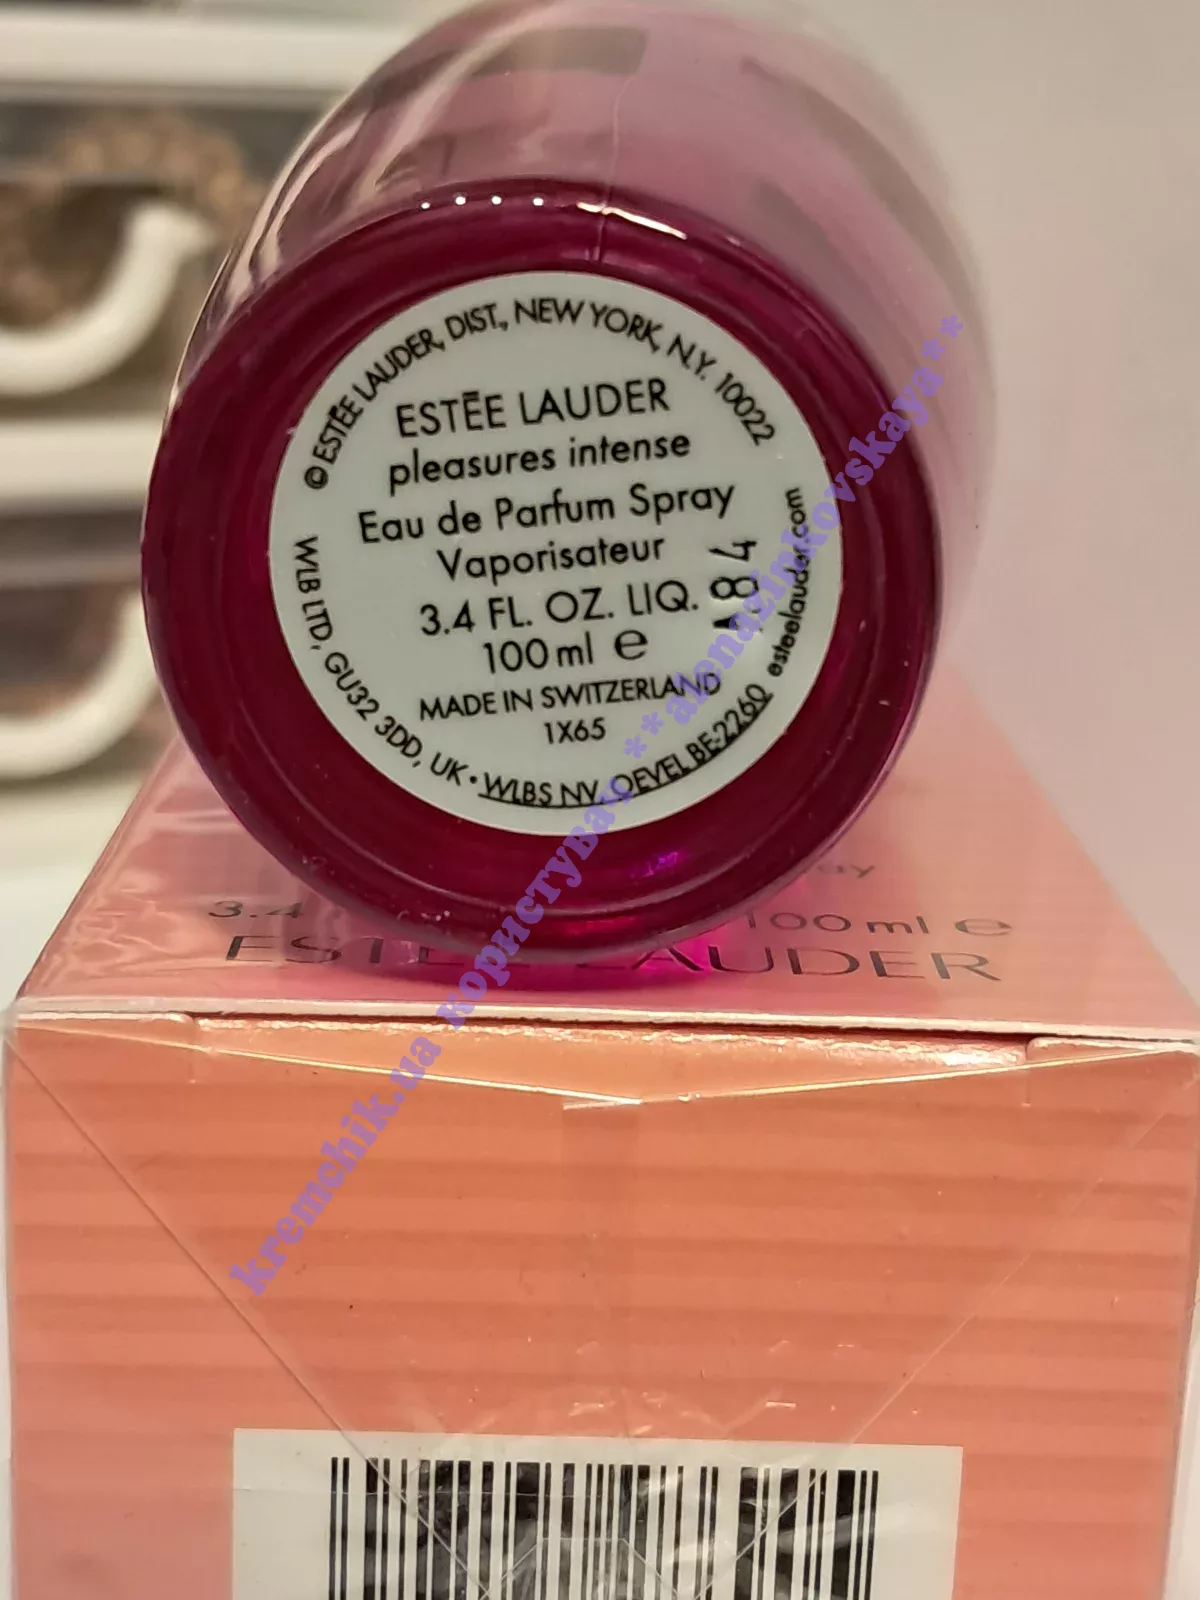 ©ESTĒE LAUDER, DIST., NEW YORK, N.Y. 10022
ESTĒE LAUDER
pleasures intense
Eau de Parfum Spray
Vaporisateur
3.4 FL. OZ. LIQ.
100 ml e
MADE IN SWITZERLAND
1X65
WLB LTD, GU32 3DD, UK • WLBS NV, OEVEL BE-2260
esteelauder.com
3.4
100 ml e
ESTĒE LAUDER
kremchik.ua користувач **alenazinkovskaya**